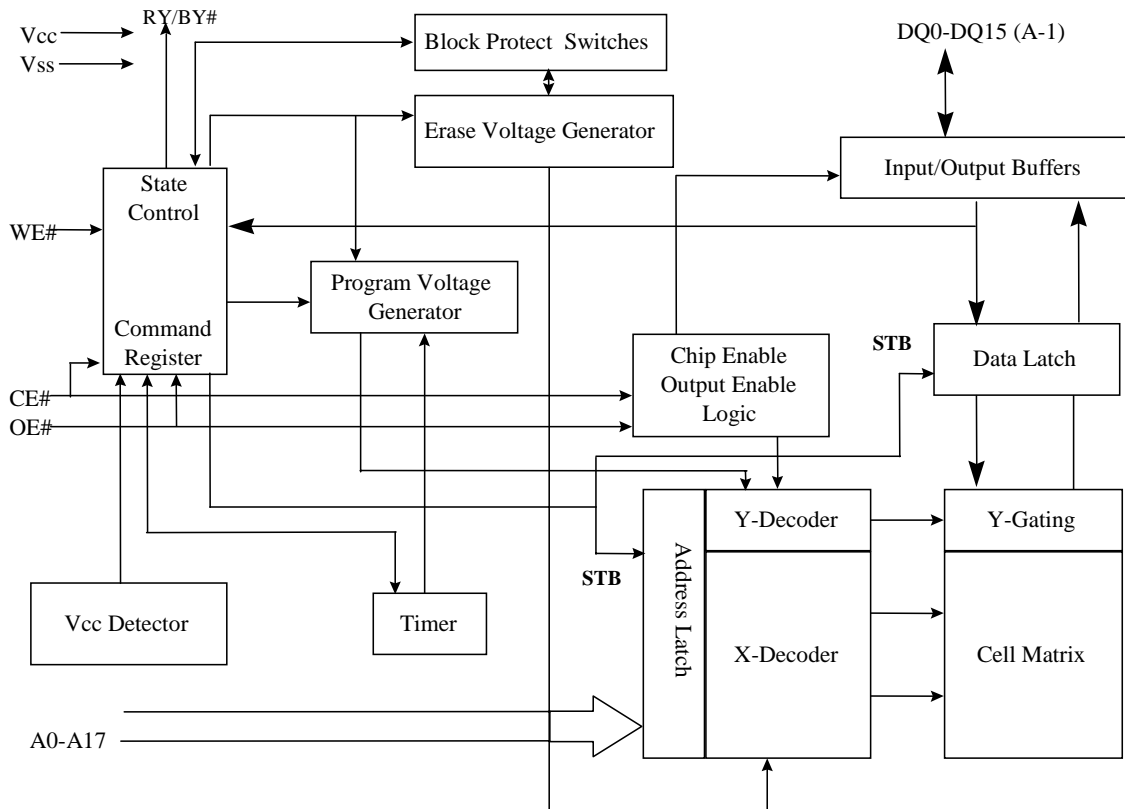 RY/BY#
Vcc
Vss
Block Protect Switches
DQ0-DQ15 (A-1)
Erase Voltage Generator
Input/Output Buffers
State
Control
WE#
Program Voltage
Generator
Command
Register
STB
Data Latch
Chip Enable
Output Enable
Logic
CE#
OE#
Y-Decoder
Y-Gating
Address Latch
STB
Vcc Detector
Timer
X-Decoder
Cell Matrix
A0-A17